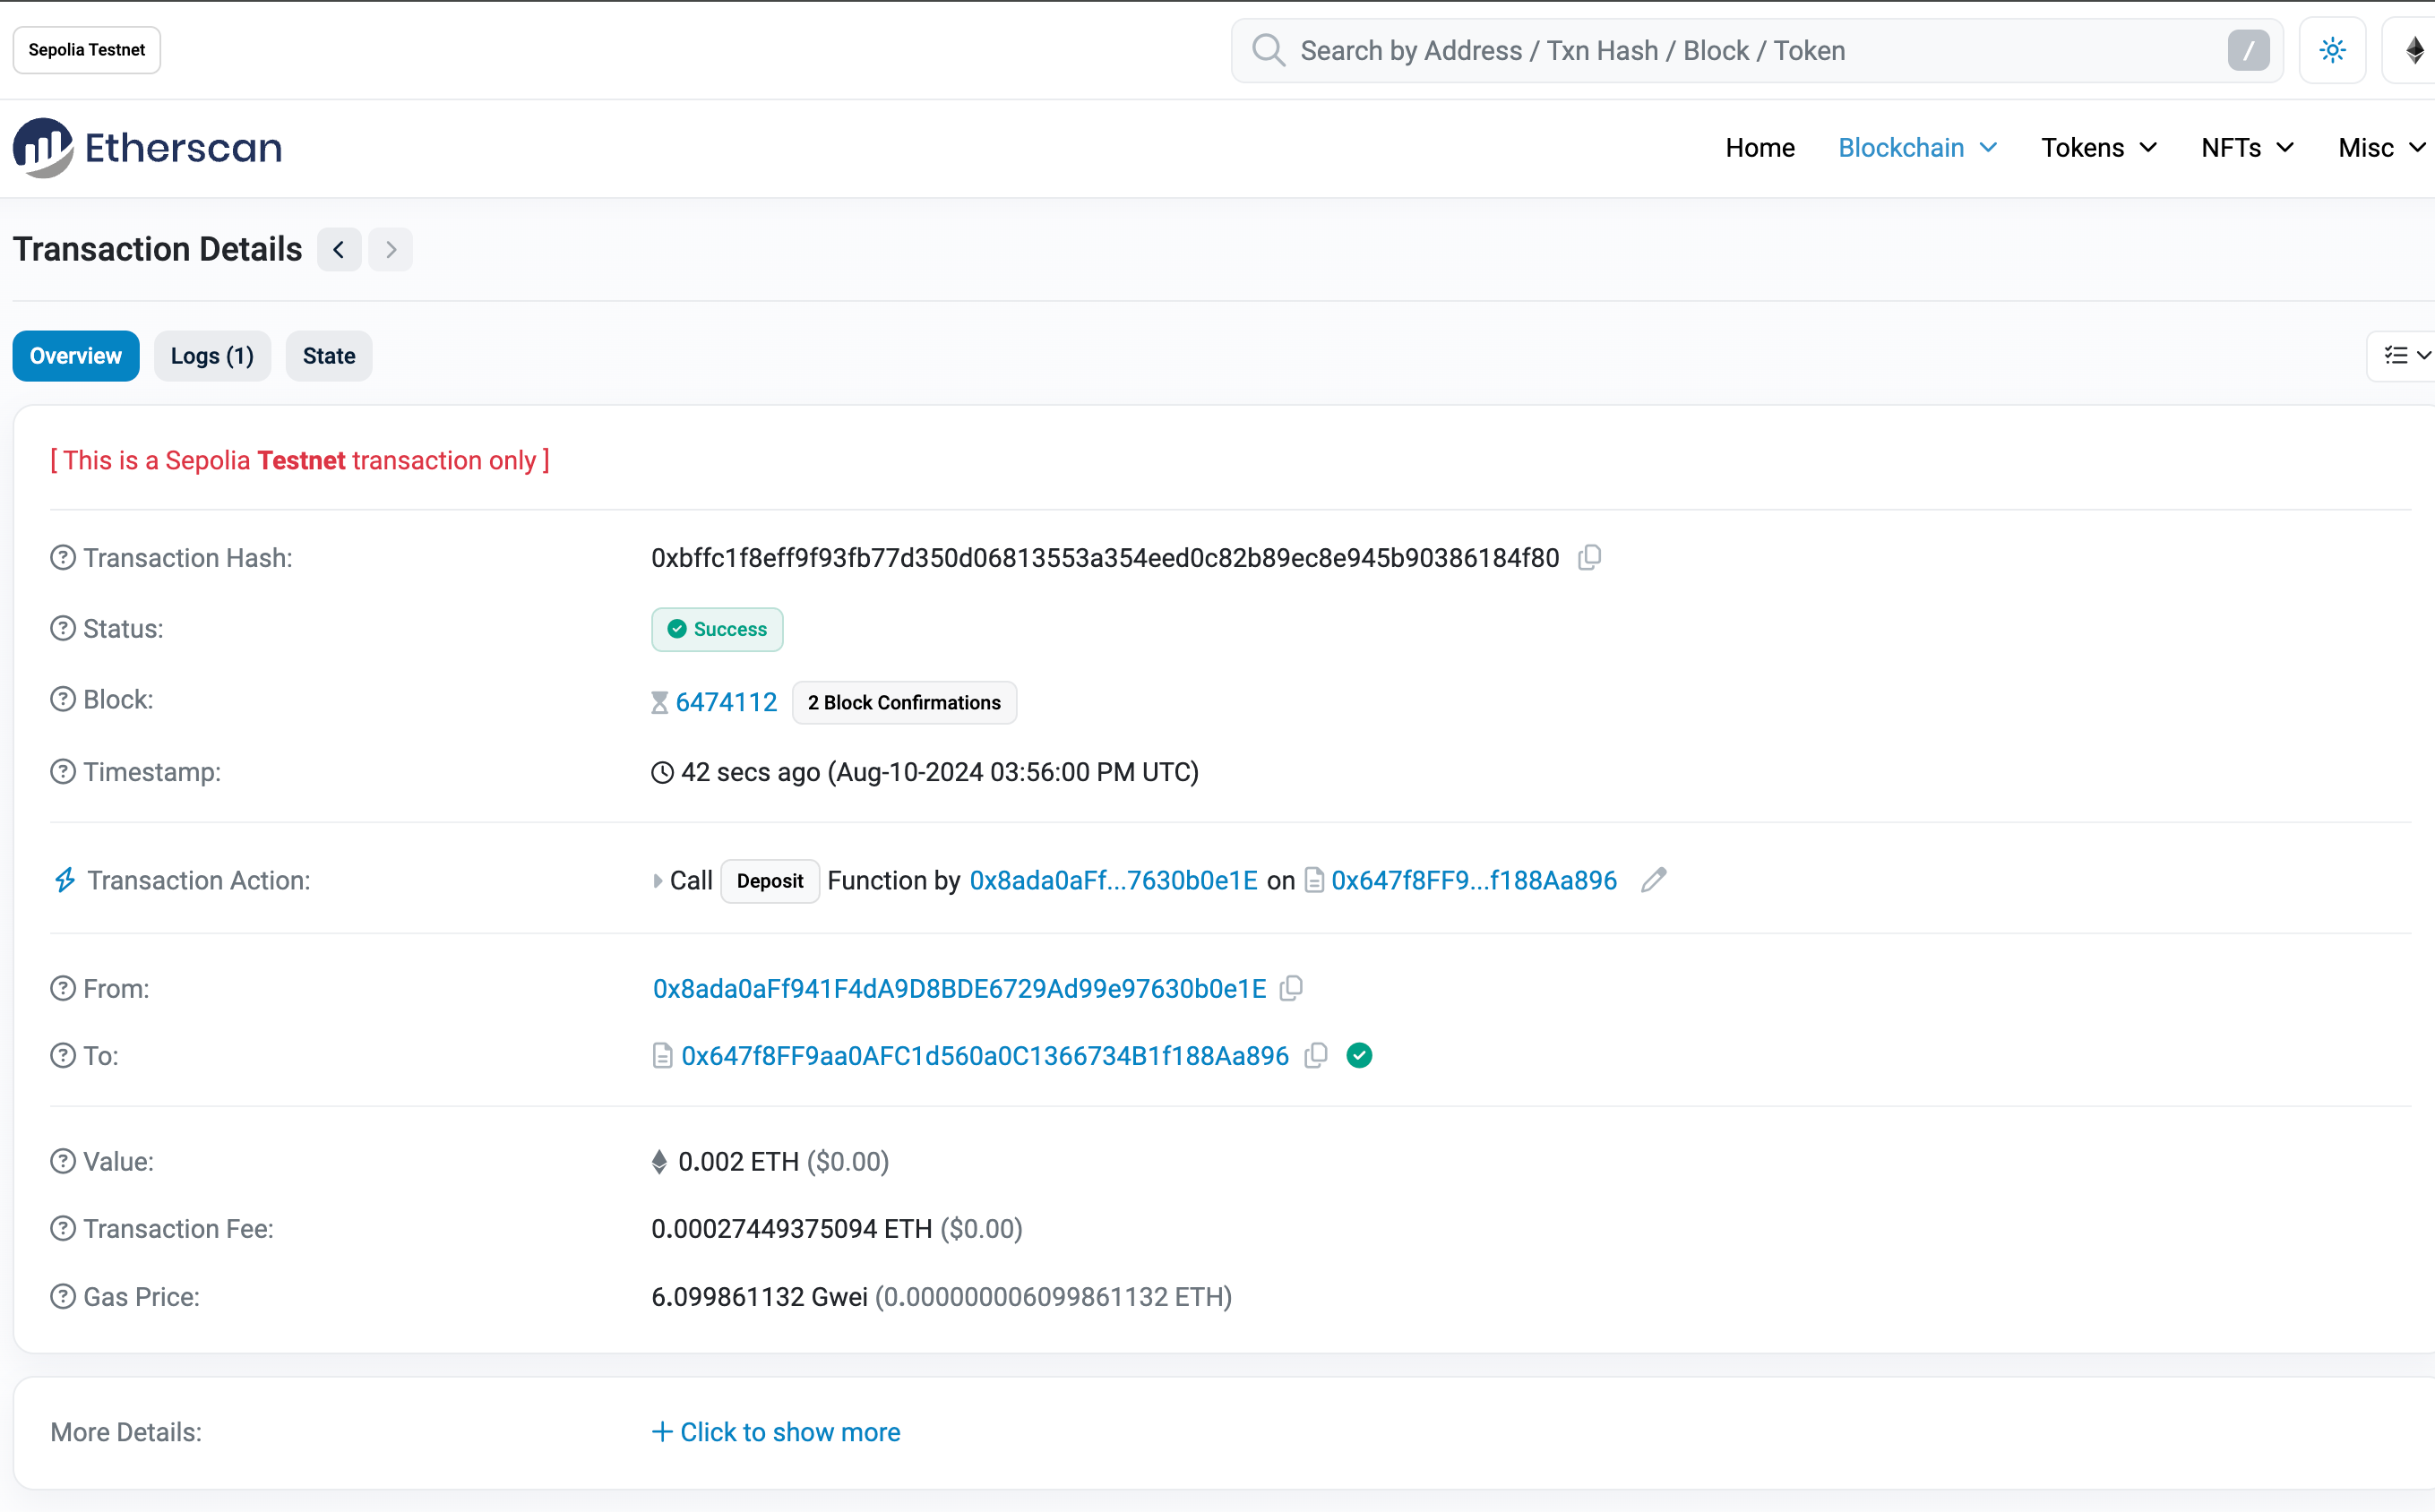 Sepolia Testnet
Search by Address / Txn Hash / Block / Token /
Etherscan Home Blockchain Tokens NFTs Misc
Transaction Details
Overview Logs (1) State
[ This is a Sepolia Testnet transaction only ]
Transaction Hash: 0xbffc1f8eff9f93fb77d350d06813553a354eed0c82b89ec8e945b90386184f80
Status: Success
Block: 6474112 2 Block Confirmations
Timestamp: 42 secs ago (Aug-10-2024 03:56:00 PM UTC)
Transaction Action: Call Deposit Function by 0x8ada0aFf...7630b0e1E on 0x647f8FF9...f188Aa896
From: 0x8ada0aFf941F4dA9D8BDE6729Ad99e97630b0e1E
To: 0x647f8FF9aa0AFC1d560a0C1366734B1f188Aa896
Value: 0.002 ETH ($0.00)
Transaction Fee: 0.00027449375094 ETH ($0.00)
Gas Price: 6.099861132 Gwei (0.000000006099861132 ETH)
More Details: + Click to show more